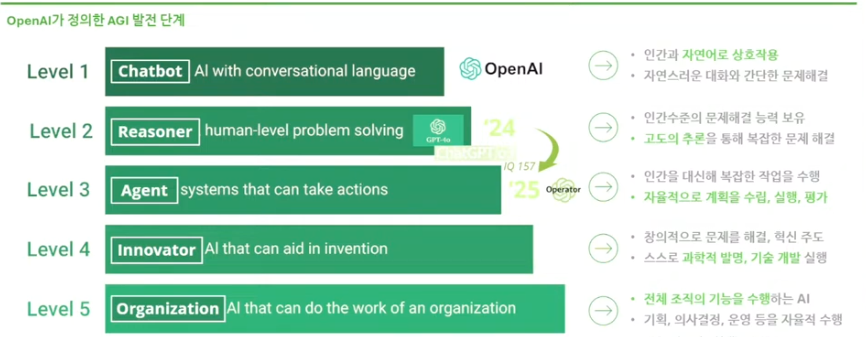 OpenAI가 정의한 AGI 발전 단계
Level 1 Chatbot AI with conversational language OpenAI
• 인간과 자연어로 상호작용
• 자연스러운 대화와 간단한 문제해결
Level 2 Reasoner human-level problem solving '24
• 인간수준의 문제해결 능력 보유
• 고도의 추론을 통해 복잡한 문제 해결
IQ 157
Level 3 Agent systems that can take actions '25 Operator
• 인간을 대신해 복잡한 작업을 수행
• 자율적으로 계획을 수립, 실행, 평가
Level 4 Innovator AI that can aid in invention
• 창의적으로 문제를 해결, 혁신 주도
• 스스로 과학적 발명, 기술 개발 실행
Level 5 Organization AI that can do the work of an organization
• 전체 조직의 기능을 수행하는 AI
• 기획, 의사결정, 운영 등을 자율적 수행